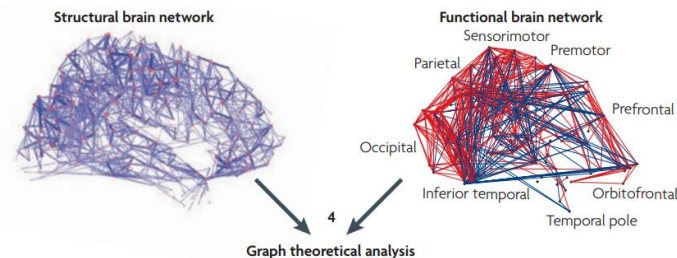 Structural brain network
Functional brain network
Sensorimotor
Premotor
Parietal
Prefrontal
Occipital
Inferior temporal
Orbitofrontal
Temporal pole
4
Graph theoretical analysis